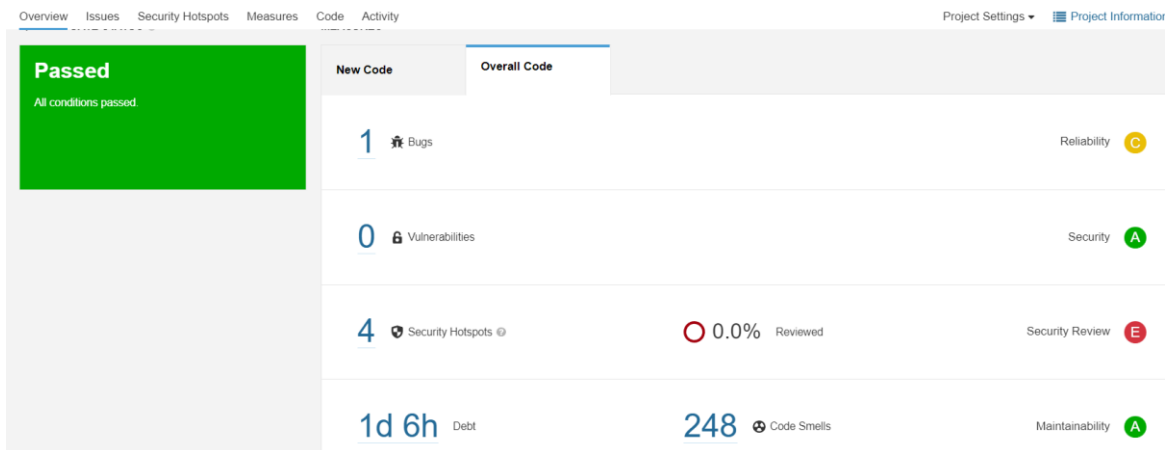 Overview Issues Security Hotspots Measures Code Activity Project Settings Project Information
Passed
All conditions passed.
New Code Overall Code
1 Bugs Reliability C
0 Vulnerabilities Security A
4 Security Hotspots ? 0.0% Reviewed Security Review E
1d 6h Debt 248 Code Smells Maintainability A